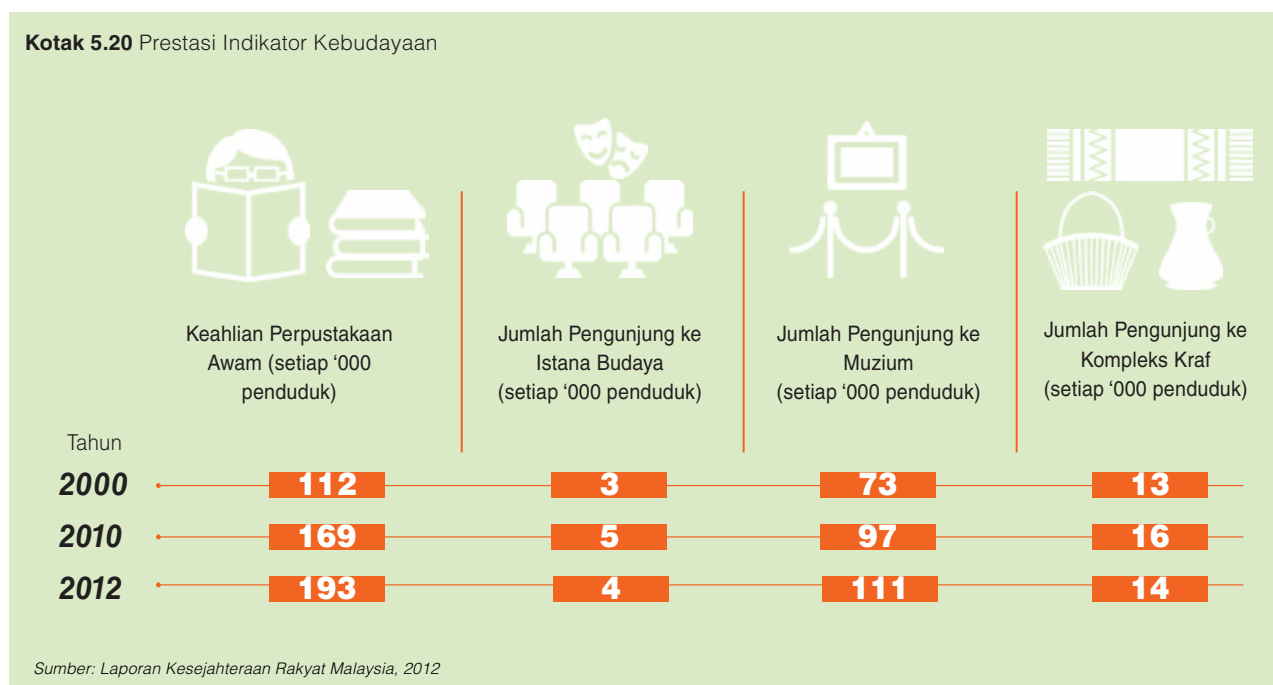 Kotak 5.20 Prestasi Indikator Kebudayaan
Keahlian Perpustakaan
Awam (setiap ‘000
penduduk)
Jumlah Pengunjung ke
Istana Budaya
(setiap ‘000 penduduk)
Jumlah Pengunjung ke
Muzium
(setiap ‘000 penduduk)
Jumlah Pengunjung ke
Kompleks Kraf
(setiap ‘000 penduduk)
Tahun
2000 112 3 73 13
2010 169 5 97 16
2012 193 4 111 14
Sumber: Laporan Kesejahteraan Rakyat Malaysia, 2012